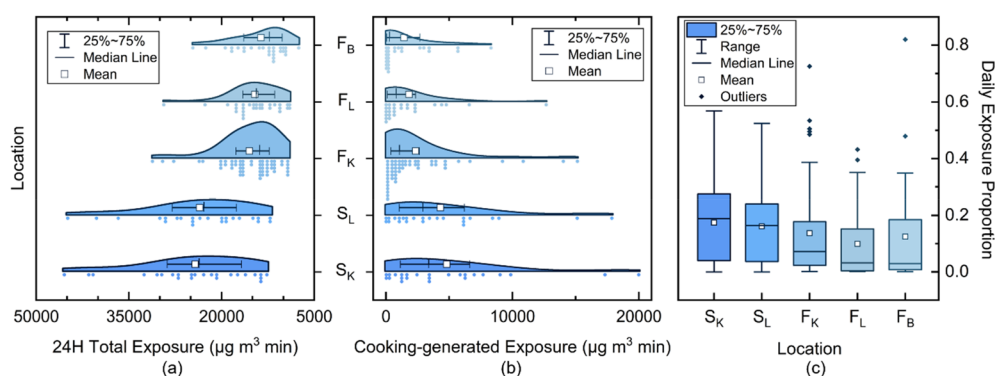 25%~75%
Median Line
Mean
Location
50000 35000 20000 5000
24H Total Exposure (µg m³ min)
(a)
F_B
F_L
F_K
S_L
S_K
25%~75%
Median Line
Mean
0 10000 20000
Cooking-generated Exposure (µg m³ min)
(b)
25%~75%
Range
Median Line
Mean
Outliers
0.8
0.6
0.4
0.2
0.0
Daily Exposure Proportion
S_K S_L F_K F_L F_B
Location
(c)